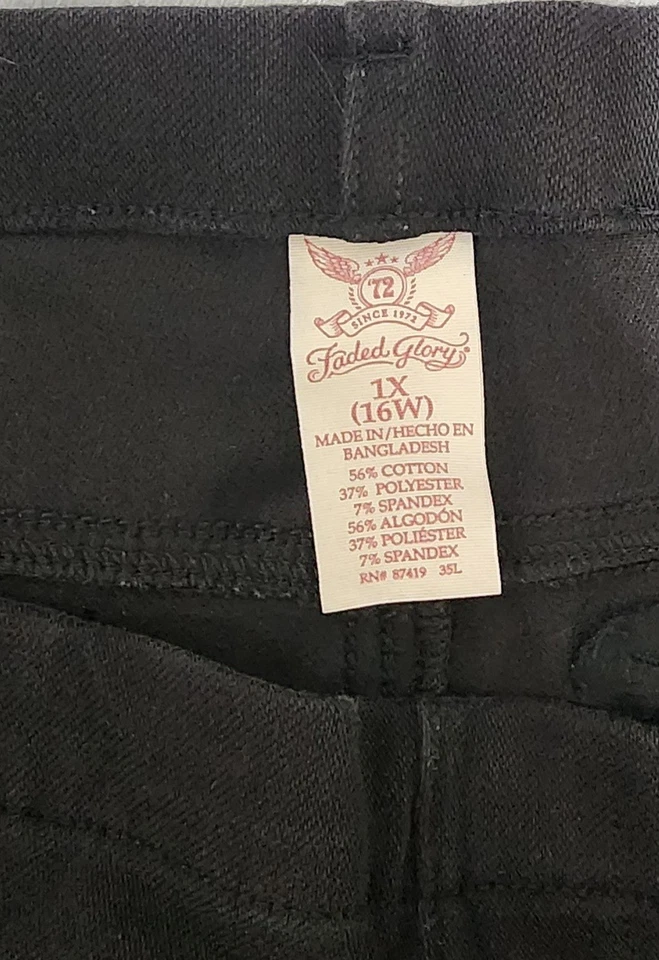 '72
SINCE 1972
Faded Glory®
1X
(16W)
MADE IN/HECHO EN
BANGLADESH
56% COTTON
37% POLYESTER
7% SPANDEX
56% ALGODÓN
37% POLIÉSTER
7% SPANDEX
RN# 87419 35L